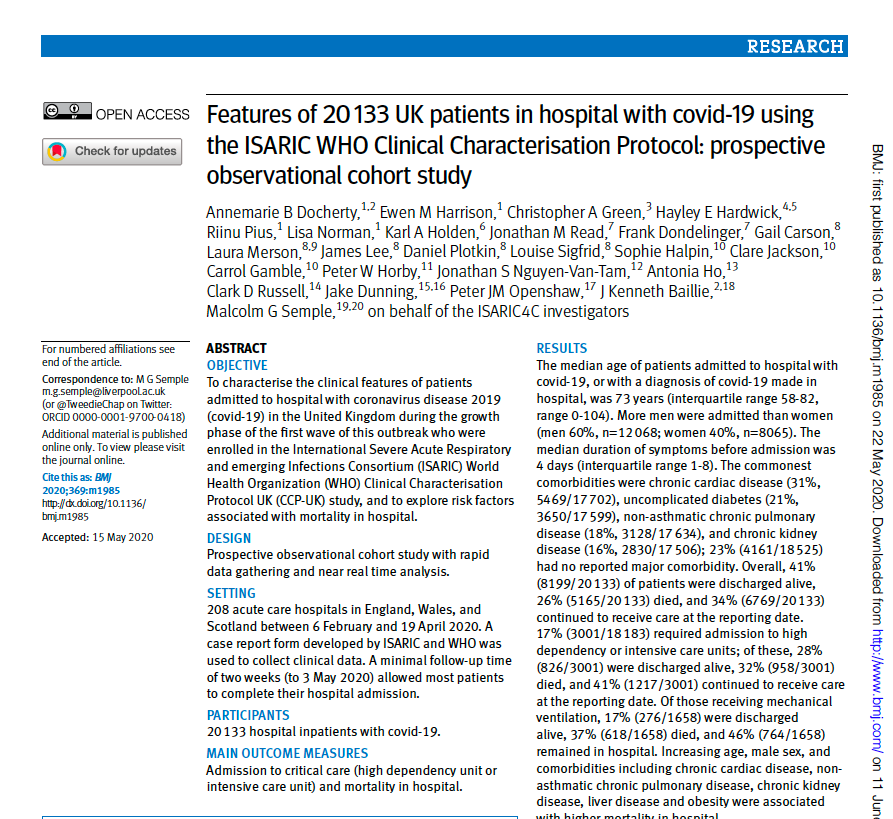 RESEARCH
OPEN ACCESS
Check for updates
Features of 20 133 UK patients in hospital with covid-19 using
the ISARIC WHO Clinical Characterisation Protocol: prospective
observational cohort study
Annemarie B Docherty,1,2 Ewen M Harrison,1 Christopher A Green,3 Hayley E Hardwick,4,5
Riinu Pius,1 Lisa Norman,1 Karl A Holden,6 Jonathan M Read,7 Frank Dondelinger,7 Gail Carson,8
Laura Merson,8,9 James Lee,8 Daniel Plotkin,8 Louise Sigfrid,8 Sophie Halpin,10 Clare Jackson,10
Carrol Gamble,10 Peter W Horby,11 Jonathan S Nguyen-Van-Tam,12 Antonia Ho,13
Clark D Russell,14 Jake Dunning,15,16 Peter JM Openshaw,17 J Kenneth Baillie,2,18
Malcolm G Semple,19,20 on behalf of the ISARIC4C investigators
For numbered affiliations see
end of the article.
Correspondence to: M G Semple
m.g.semple@liverpool.ac.uk
(or @TweedieChap on Twitter:
ORCID 0000-0001-9700-0418)
Additional material is published
online only. To view please visit
the journal online.
Cite this as: BMJ
2020;369:m1985
http://dx.doi.org/10.1136/
bmj.m1985
Accepted: 15 May 2020
ABSTRACT
OBJECTIVE
To characterise the clinical features of patients
admitted to hospital with coronavirus disease 2019
(covid-19) in the United Kingdom during the growth
phase of the first wave of this outbreak who were
enrolled in the International Severe Acute Respiratory
and emerging Infections Consortium (ISARIC) World
Health Organization (WHO) Clinical Characterisation
Protocol UK (CCP-UK) study, and to explore risk factors
associated with mortality in hospital.
DESIGN
Prospective observational cohort study with rapid
data gathering and near real time analysis.
SETTING
208 acute care hospitals in England, Wales, and
Scotland between 6 February and 19 April 2020. A
case report form developed by ISARIC and WHO was
used to collect clinical data. A minimal follow-up time
of two weeks (to 3 May 2020) allowed most patients
to complete their hospital admission.
PARTICIPANTS
20 133 hospital inpatients with covid-19.
MAIN OUTCOME MEASURES
Admission to critical care (high dependency unit or
intensive care unit) and mortality in hospital.
RESULTS
The median age of patients admitted to hospital with
covid-19, or with a diagnosis of covid-19 made in
hospital, was 73 years (interquartile range 58-82,
range 0-104). More men were admitted than women
(men 60%, n=12 068; women 40%, n=8065). The
median duration of symptoms before admission was
4 days (interquartile range 1-8). The commonest
comorbidities were chronic cardiac disease (31%,
5469/17 702), uncomplicated diabetes (21%,
3650/17 599), non-asthmatic chronic pulmonary
disease (18%, 3128/17 634), and chronic kidney
disease (16%, 2830/17 506); 23% (4161/18 525)
had no reported major comorbidity. Overall, 41%
(8199/20 133) of patients were discharged alive,
26% (5165/20 133) died, and 34% (6769/20 133)
continued to receive care at the reporting date.
17% (3001/18 183) required admission to high
dependency or intensive care units; of these, 28%
(826/3001) were discharged alive, 32% (958/3001)
died, and 41% (1217/3001) continued to receive care
at the reporting date. Of those receiving mechanical
ventilation, 17% (276/1658) were discharged
alive, 37% (618/1658) died, and 46% (764/1658)
remained in hospital. Increasing age, male sex, and
comorbidities including chronic cardiac disease, non-
asthmatic chronic pulmonary disease, chronic kidney
disease, liver disease and obesity were associated
with higher mortality in hospital.
BMJ: first published as 10.1136/bmj.m1985 on 22 May 2020. Downloaded from http://www.bmj.com/ on 11 June